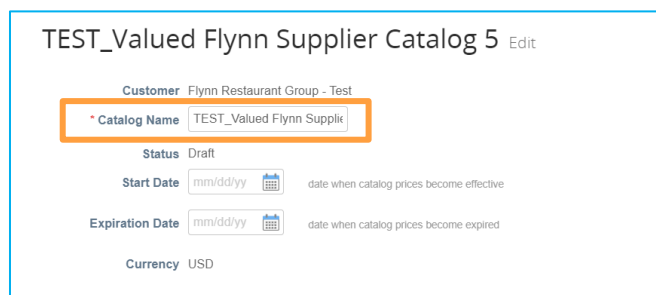 TEST_Valued Flynn Supplier Catalog 5 Edit
Customer Flynn Restaurant Group - Test
* Catalog Name TEST_Valued Flynn Supplie
Status Draft
Start Date mm/dd/yy date when catalog prices become effective
Expiration Date mm/dd/yy date when catalog prices become expired
Currency USD